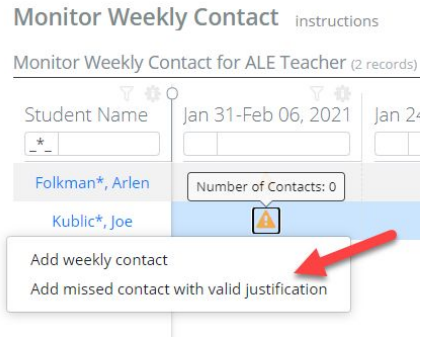 Monitor Weekly Contact instructions
Monitor Weekly Contact for ALE Teacher (2 records)
Student Name Jan 31-Feb 06, 2021 Jan 24
_*_
Folkman*, Arlen Number of Contacts: 0
Kublic*, Joe
Add weekly contact
Add missed contact with valid justification